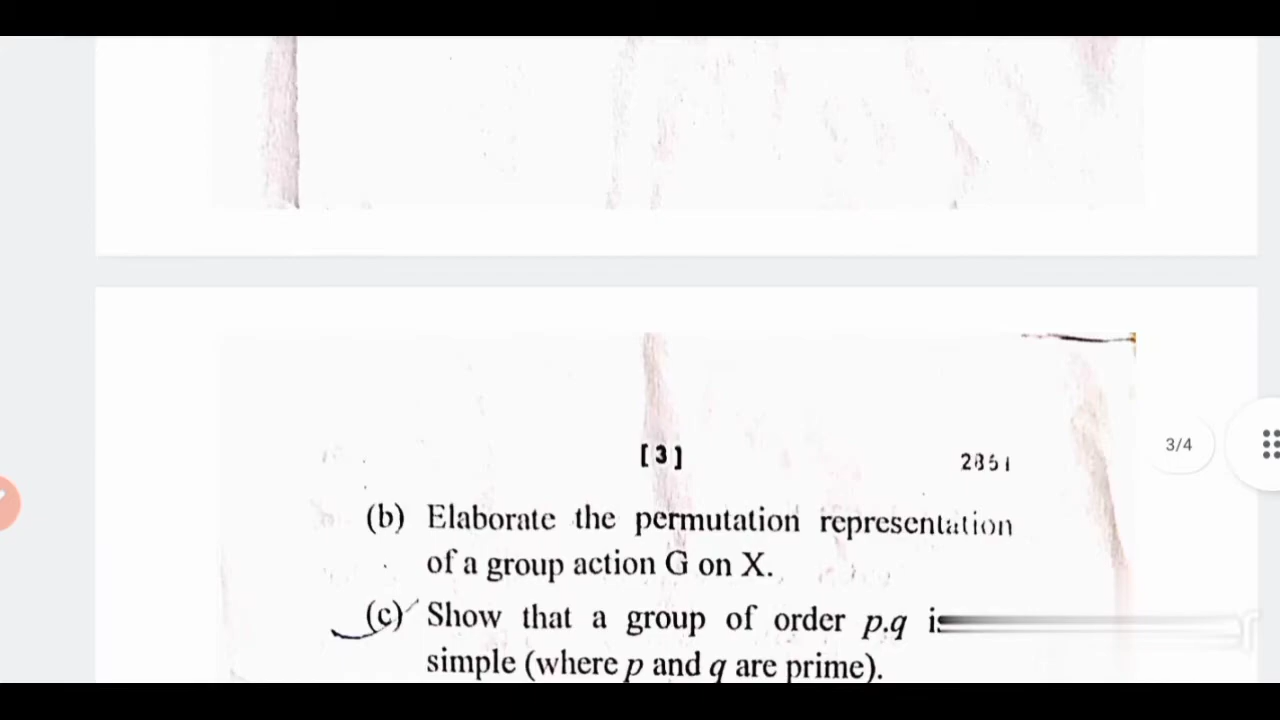 [3]
2851
3/4
(b) Elaborate the permutation representation
of a group action G on X.
(c) Show that a group of order p.q is
simple (where p and q are prime).